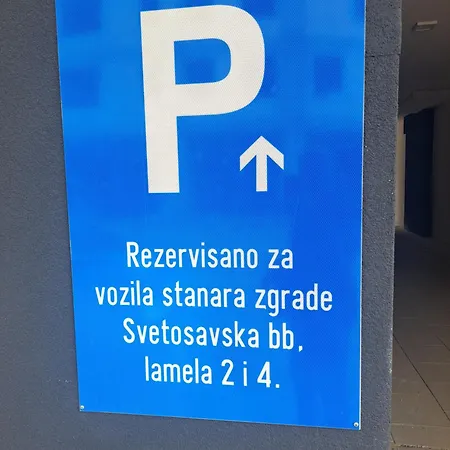 P
Rezervisano za
vozila stanara zgrade
Svetosavska bb,
lamela 2 i 4.